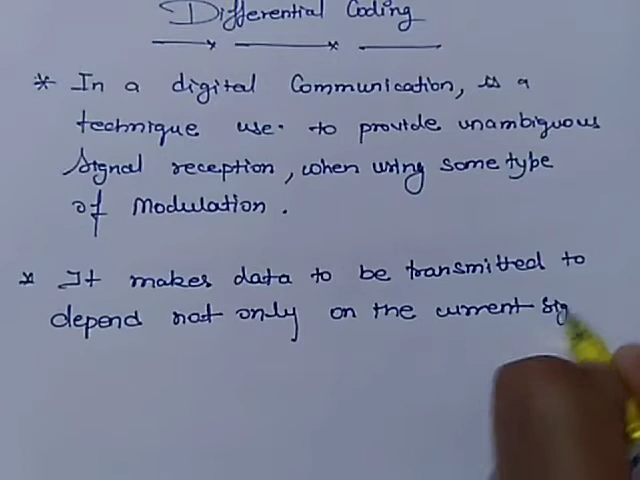 Differential Coding
* In a digital Communication, is a
technique use. to provide unambiguous
Signal reception, when using some type
of Modulation.
* It makes data to be transmitted to
depend not only on the current sig